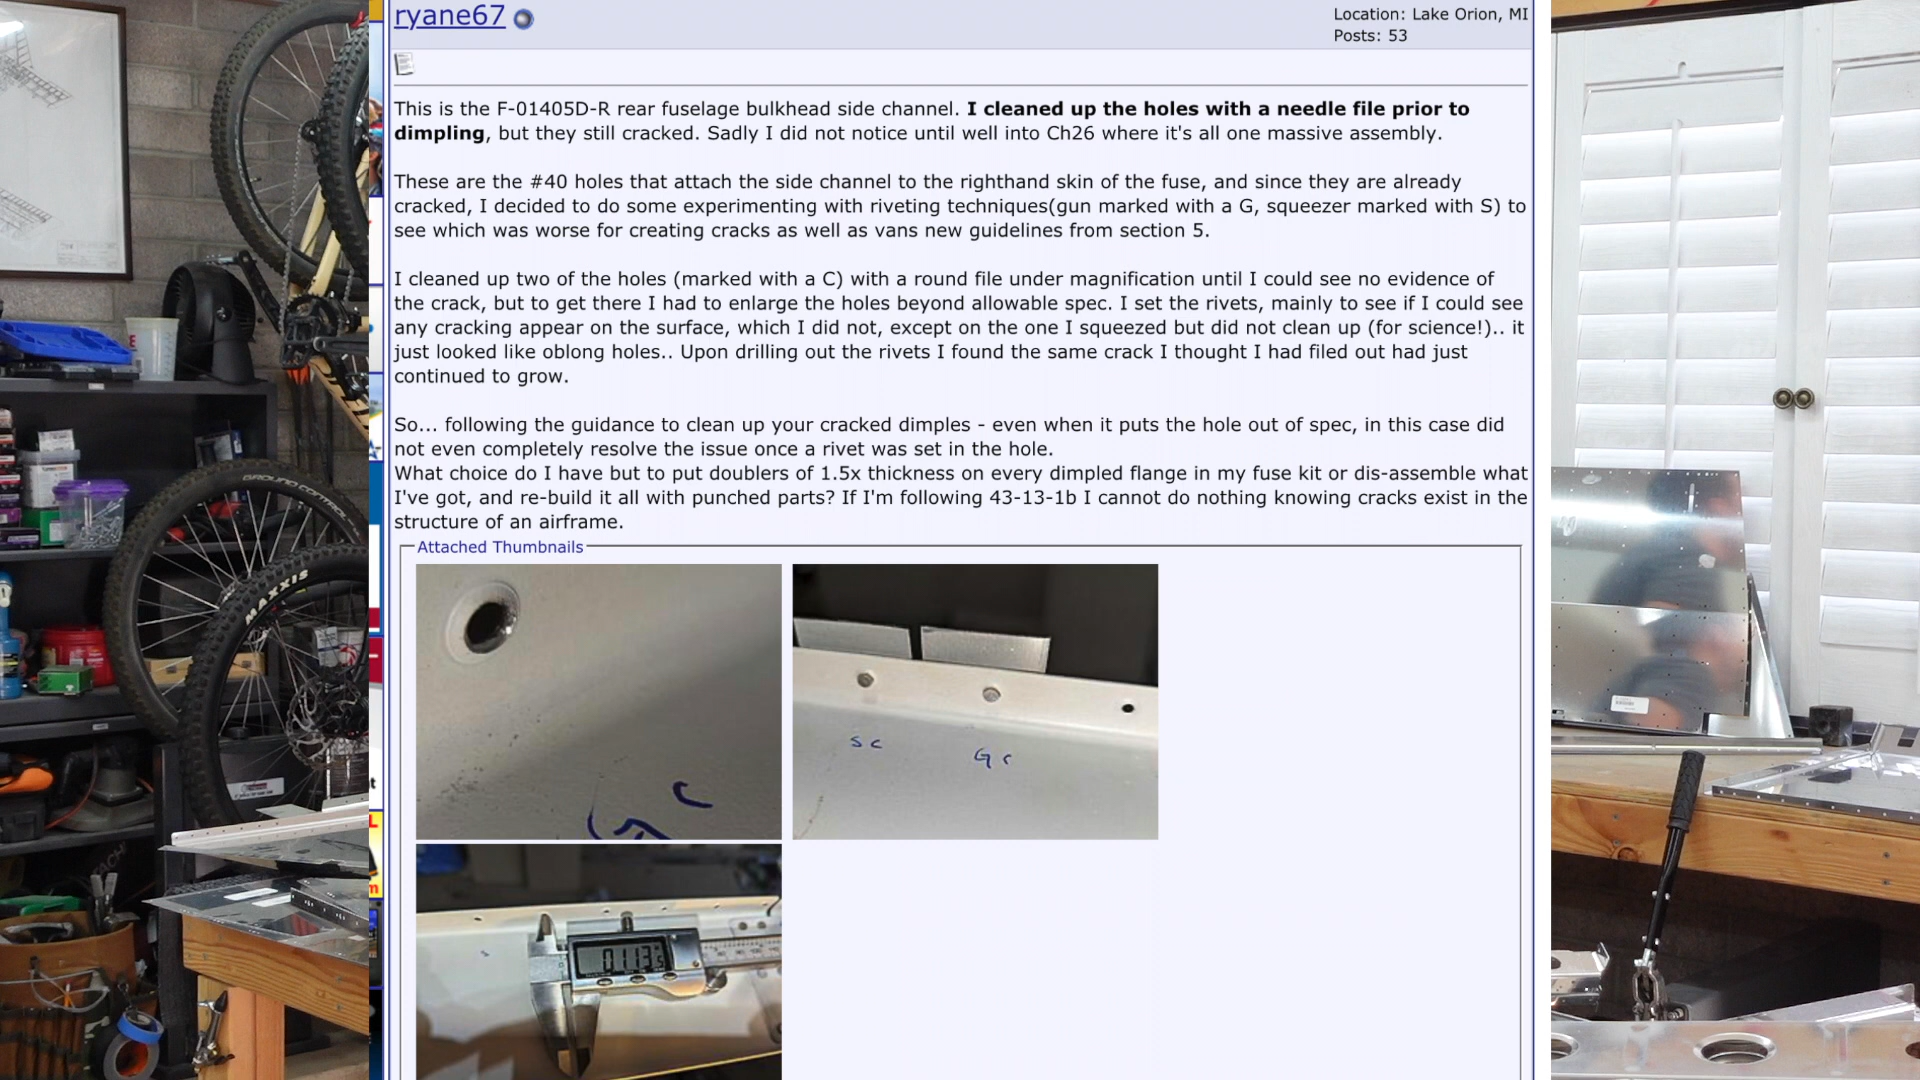 ryane67
Location: Lake Orion, MI
Posts: 53
This is the F-01405D-R rear fuselage bulkhead side channel. I cleaned up the holes with a needle file prior to
dimpling, but they still cracked. Sadly I did not notice until well into Ch26 where it's all one massive assembly.
These are the #40 holes that attach the side channel to the righthand skin of the fuse, and since they are already
cracked, I decided to do some experimenting with riveting techniques(gun marked with a G, squeezer marked with S) to
see which was worse for creating cracks as well as vans new guidelines from section 5.
I cleaned up two of the holes (marked with a C) with a round file under magnification until I could see no evidence of
the crack, but to get there I had to enlarge the holes beyond allowable spec. I set the rivets, mainly to see if I could see
any cracking appear on the surface, which I did not, except on the one I squeezed but did not clean up (for science!).. it
just looked like oblong holes.. Upon drilling out the rivets I found the same crack I thought I had filed out had just
continued to grow.
So... following the guidance to clean up your cracked dimples - even when it puts the hole out of spec, in this case did
not even completely resolve the issue once a rivet was set in the hole.
What choice do I have but to put doublers of 1.5x thickness on every dimpled flange in my fuse kit or dis-assemble what
I've got, and re-build it all with punched parts? If I'm following 43-13-1b I cannot do nothing knowing cracks exist in the
structure of an airframe.
Attached Thumbnails
G C
S C
G C
0.113
GROUND CONTROL
MAXXIS